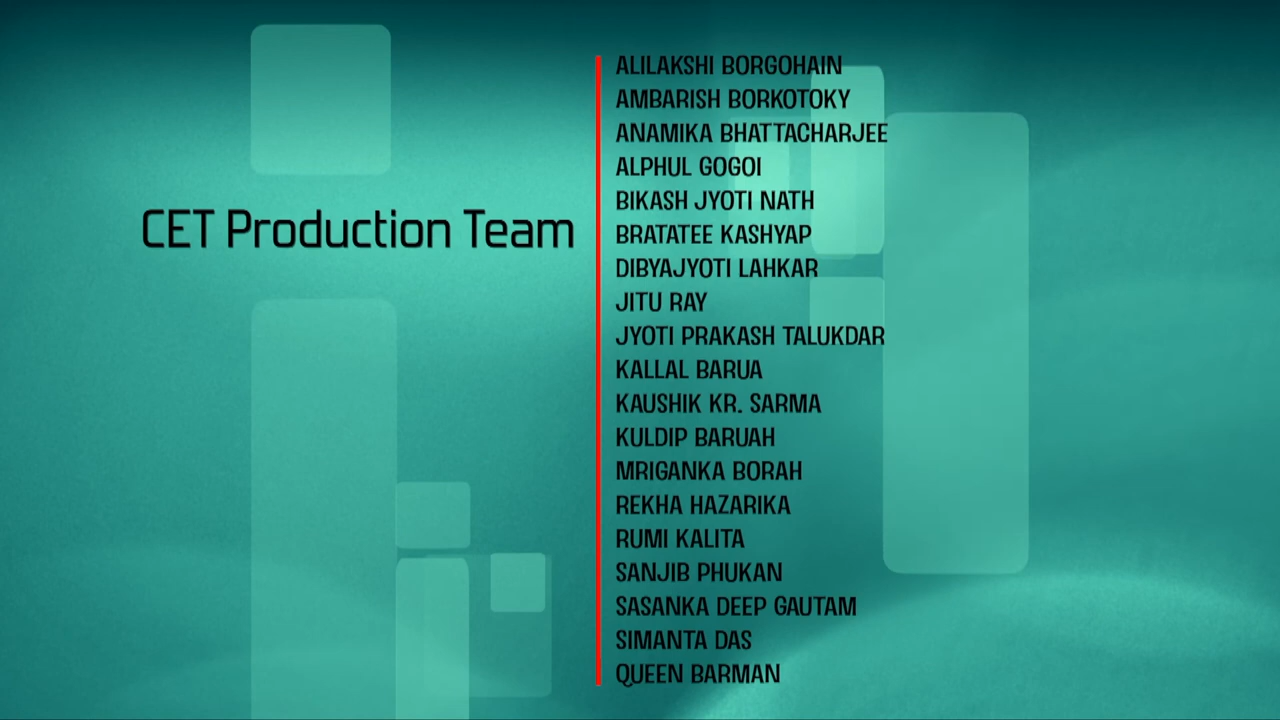 CET Production Team
ALILAKSHI BORGOHAIN
AMBARISH BORKOTOKY
ANAMIKA BHATTACHARJEE
ALPHUL GOGOI
BIKASH JYOTI NATH
BRATATEE KASHYAP
DIBYAJYOTI LAHKAR
JITU RAY
JYOTI PRAKASH TALUKDAR
KALLAL BARUA
KAUSHIK KR. SARMA
KULDIP BARUAH
MRIGANKA BORAH
REKHA HAZARIKA
RUMI KALITA
SANJIB PHUKAN
SASANKA DEEP GAUTAM
SIMANTA DAS
QUEEN BARMAN